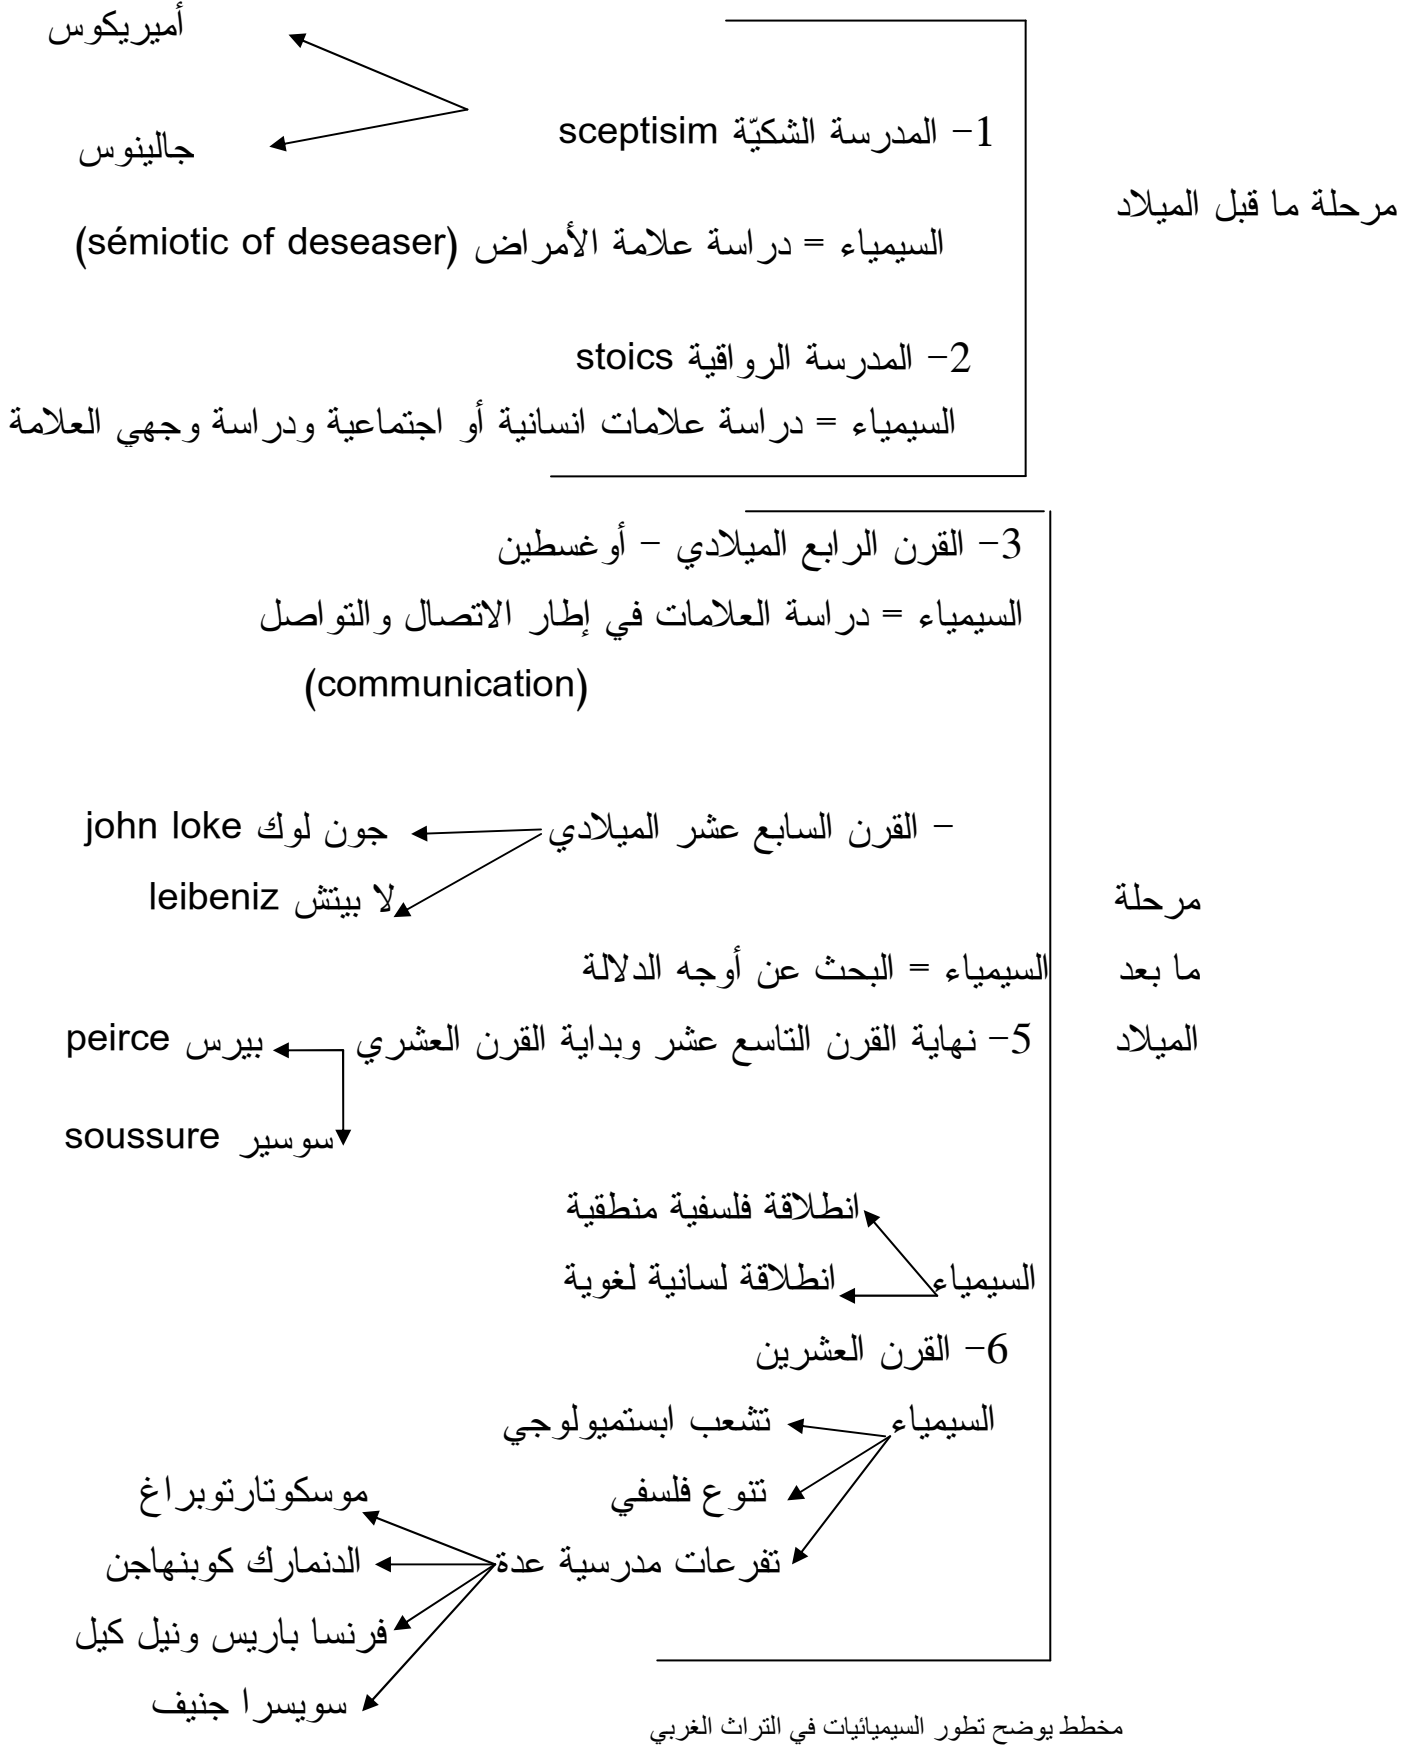 أميريكوس
1- المدرسة الشكيّة sceptisim
جالينوس
مرحلة ما قبل الميلاد
السيمياء = دراسة علامة الأمراض (sémiotic of deseaser)
2- المدرسة الرواقية stoics
السيمياء = دراسة علامات انسانية أو اجتماعية ودراسة وجهي العلامة
3- القرن الرابع الميلادي - أوغسطين
السيمياء = دراسة العلامات في إطار الاتصال والتواصل
(communication)
- القرن السابع عشر الميلادي جون لوك john loke
لا بيتش leibeniz
مرحلة
ما بعد السيمياء = البحث عن أوجه الدلالة
الميلاد 5- نهاية القرن التاسع عشر وبداية القرن العشري بيرس peirce
سوسير soussure
انطلاقة فلسفية منطقية
السيمياء انطلاقة لسانية لغوية
6- القرن العشرين
السيمياء تشعب ابستميولوجي
تنوع فلسفي موسكوتارتوبراغ
تفرعات مدرسية عدة الدنمارك كوبنهاجن
فرنسا باريس ونيل كيل
سويسرا جنيف
مخطط يوضح تطور السيميائيات في التراث الغربي